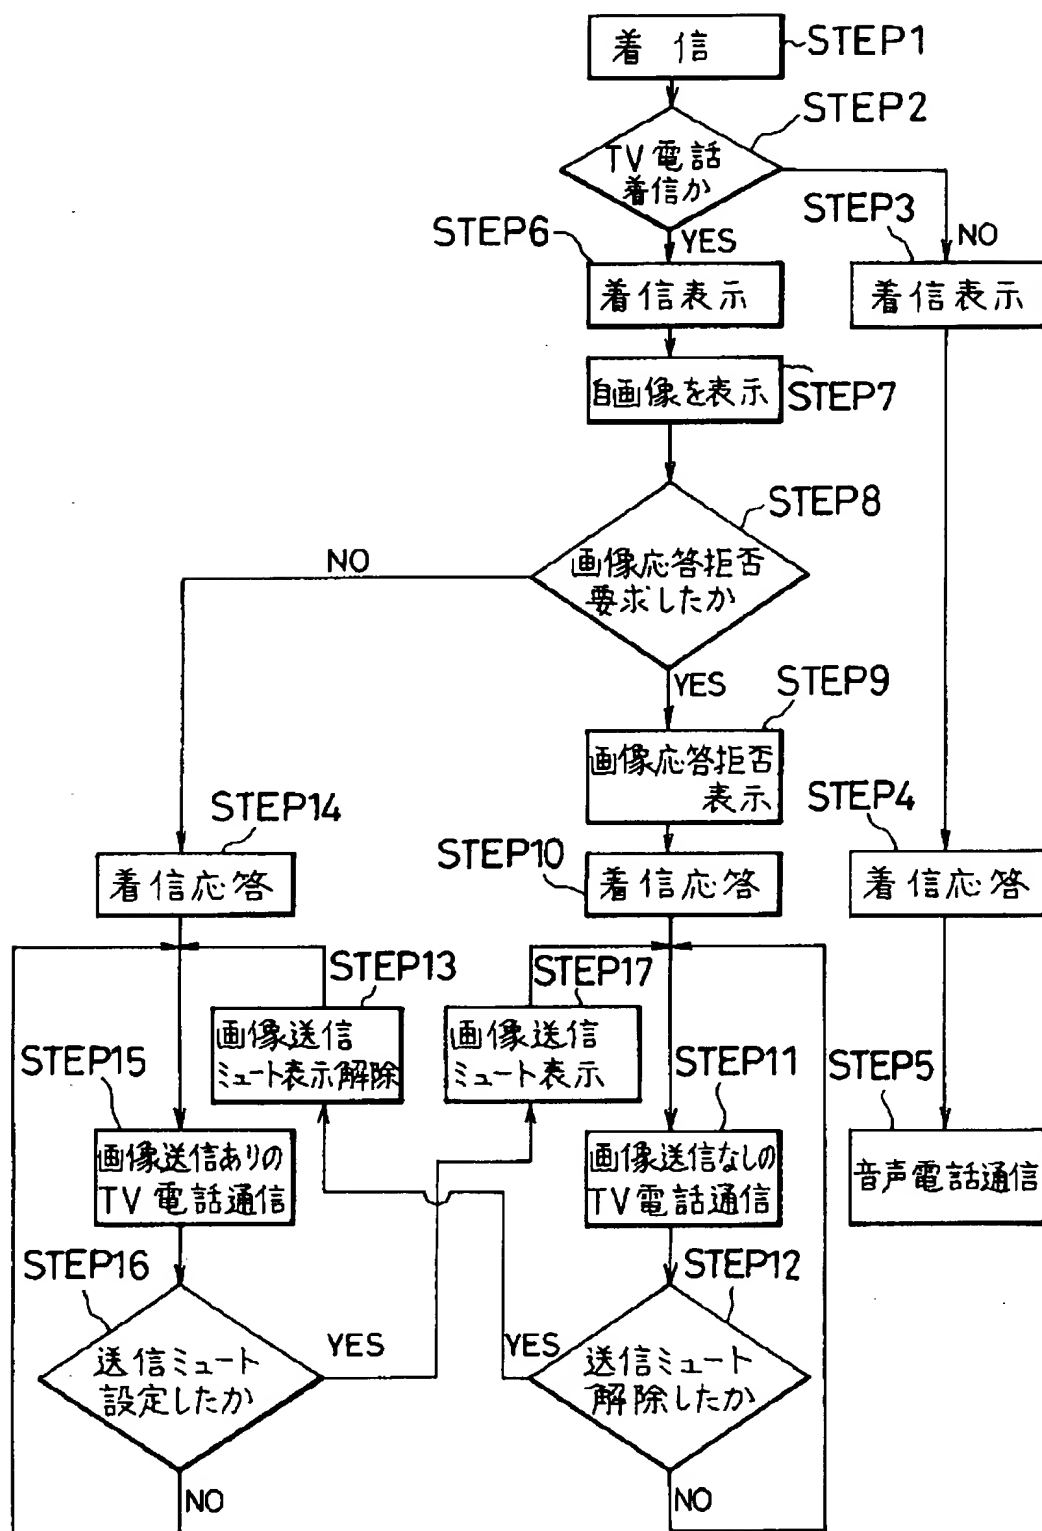 着信
STEP1
STEP2
TV電話
着信か
STEP3
NO
STEP6
YES
着信表示
着信表示
自画像を表示
STEP7
STEP8
NO
画像応答拒否
要求したか
YES
STEP9
画像応答拒否
表示
STEP14
STEP10
STEP4
着信応答
着信応答
着信応答
STEP13
STEP17
画像送信
ミュート表示解除
画像送信
ミュート表示
STEP15
STEP11
STEP5
画像送信ありの
TV電話通信
画像送信なしの
TV電話通信
音声電話通信
STEP16
STEP12
送信ミュート
設定したか
YES
YES
送信ミュート
解除したか
NO
NO